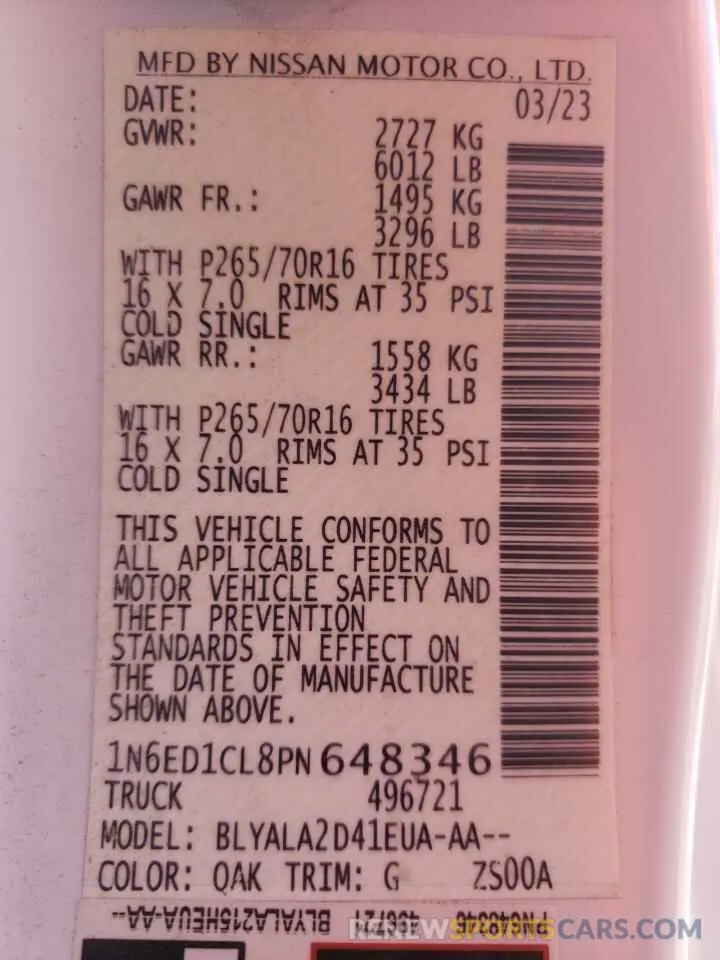 MFD BY NISSAN MOTOR CO., LTD.
DATE: 03/23
GVWR: 2727 KG
6012 LB
GAWR FR.: 1495 KG
3296 LB
WITH P265/70R16 TIRES
16 X 7.0 RIMS AT 35 PSI
COLD SINGLE
GAWR RR.: 1558 KG
3434 LB
WITH P265/70R16 TIRES
16 X 7.0 RIMS AT 35 PSI
COLD SINGLE
THIS VEHICLE CONFORMS TO
ALL APPLICABLE FEDERAL
MOTOR VEHICLE SAFETY AND
THEFT PREVENTION
STANDARDS IN EFFECT ON
THE DATE OF MANUFACTURE
SHOWN ABOVE.
1N6ED1CL8PN648346
TRUCK 496721
MODEL: BLYALA2D41EUA-AA--
COLOR: QAK TRIM: G ZS00A
PN648346 496721